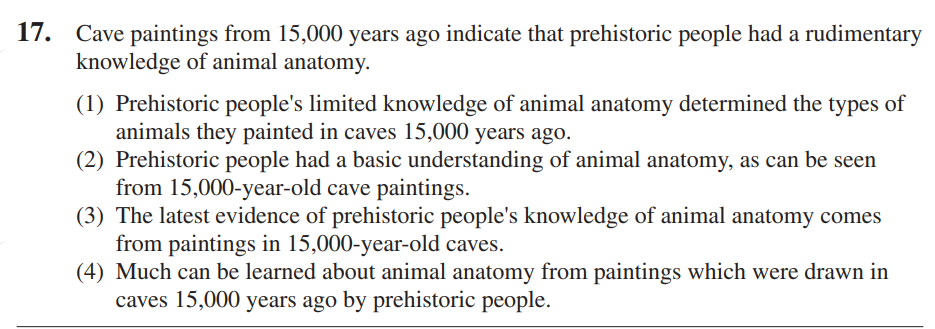 17. Cave paintings from 15,000 years ago indicate that prehistoric people had a rudimentary
knowledge of animal anatomy.
(1) Prehistoric people's limited knowledge of animal anatomy determined the types of
animals they painted in caves 15,000 years ago.
(2) Prehistoric people had a basic understanding of animal anatomy, as can be seen
from 15,000-year-old cave paintings.
(3) The latest evidence of prehistoric people's knowledge of animal anatomy comes
from paintings in 15,000-year-old caves.
(4) Much can be learned about animal anatomy from paintings which were drawn in
caves 15,000 years ago by prehistoric people.